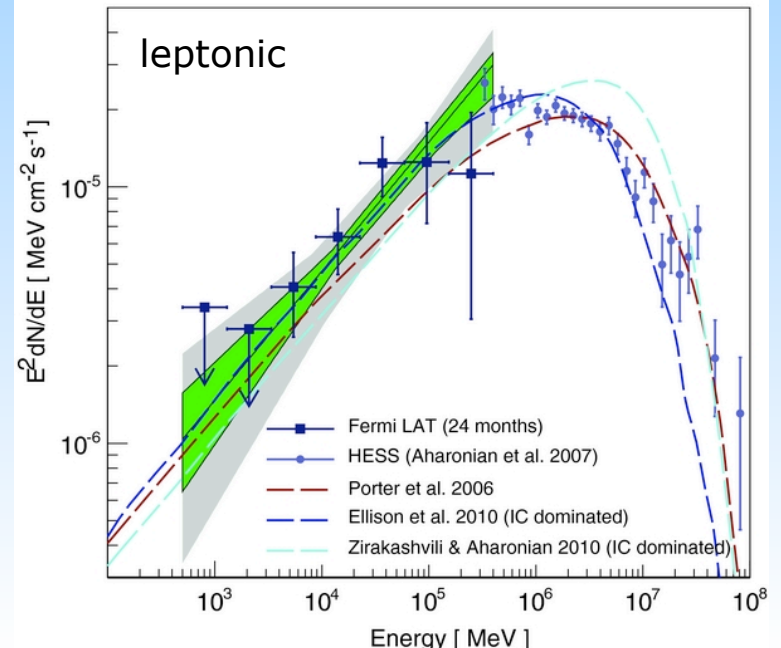 leptonic
E²dN/dE [ MeV cm⁻² s⁻¹]
10⁻⁵
10⁻⁶
Fermi LAT (24 months)
HESS (Aharonian et al. 2007)
Porter et al. 2006
Ellison et al. 2010 (IC dominated)
Zirakashvili & Aharonian 2010 (IC dominated)
10³ 10⁴ 10⁵ 10⁶ 10⁷ 10⁸
Energy [ MeV ]